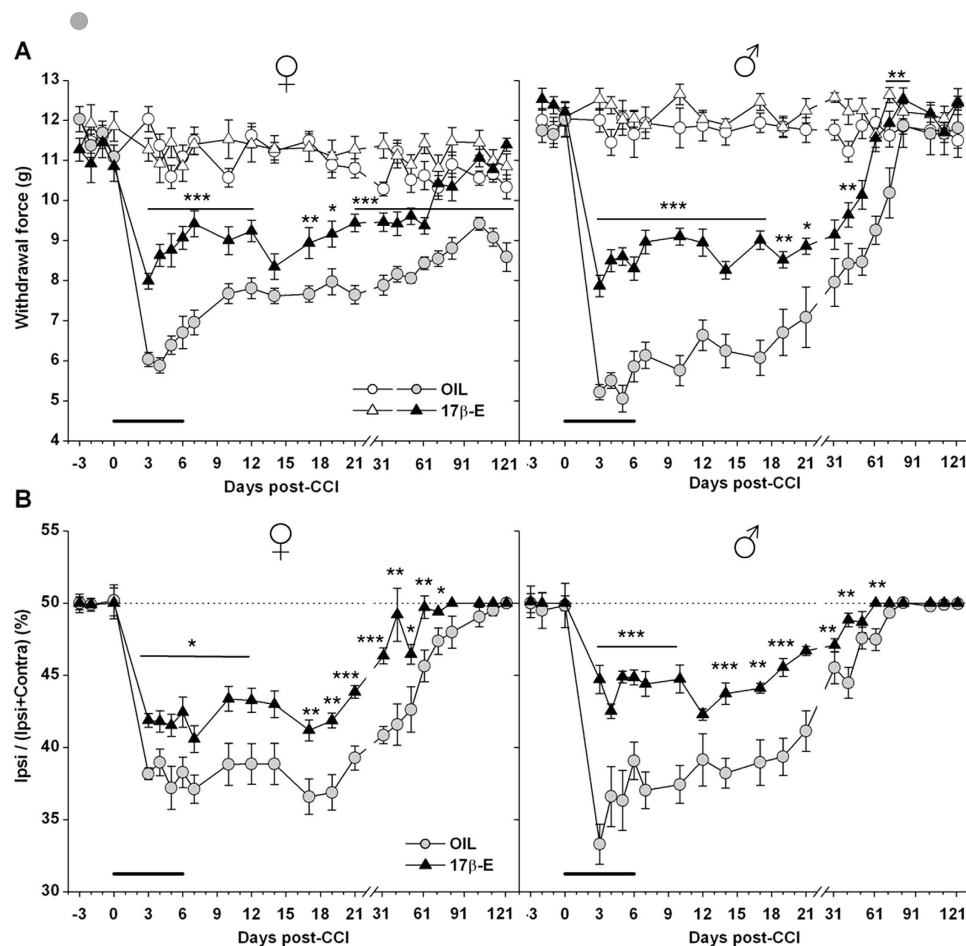 A
♀
♂
Withdrawal force (g)
13
12
11
10
9
8
7
6
5
4
***
**
*
***
***
**
*
**
**
OIL
17β-E
-3 0 3 6 9 12 15 18 21 31 61 91 121
-3 0 3 6 9 12 15 18 21 31 61 91 121
Days post-CCI
Days post-CCI
B
♀
♂
Ipsi / (Ipsi+Contra) (%)
55
50
45
40
35
30
*
**
**
***
***
**
*
**
*
***
***
**
***
**
**
**
OIL
17β-E
-3 0 3 6 9 12 15 18 21 31 61 91 121
-3 0 3 6 9 12 15 18 21 31 61 91 121
Days post-CCI
Days post-CCI